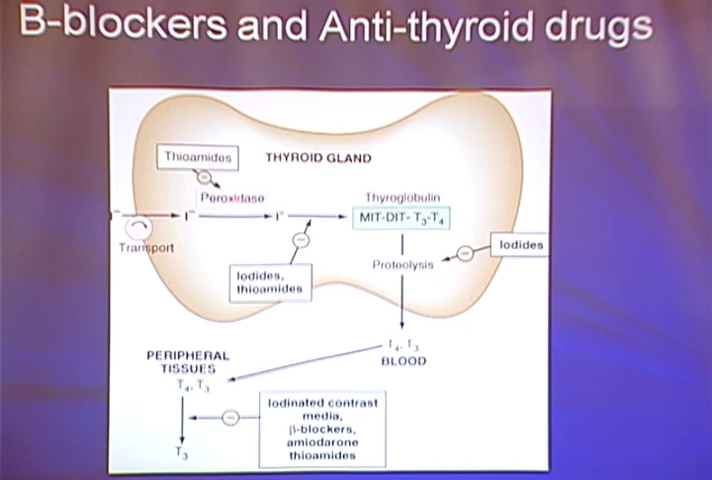 B-blockers and Anti-thyroid drugs
Thioamides
THYROID GLAND
Peroxidase
Thyroglobulin
I⁻
I°
MIT-DIT- T₃-T₄
Transport
Iodides
Proteolysis
Iodides,
thioamides
T₄, T₃
BLOOD
PERIPHERAL
TISSUES
T₄, T₃
Iodinated contrast
media,
β-blockers,
amiodarone
thioamides
T₃